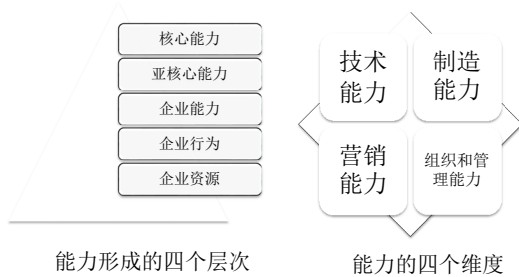 核心能力
亚核心能力
企业能力
企业行为
企业资源
能力形成的四个层次
技术
能力
制造
能力
营销
能力
组织和管
理能力
能力的四个维度